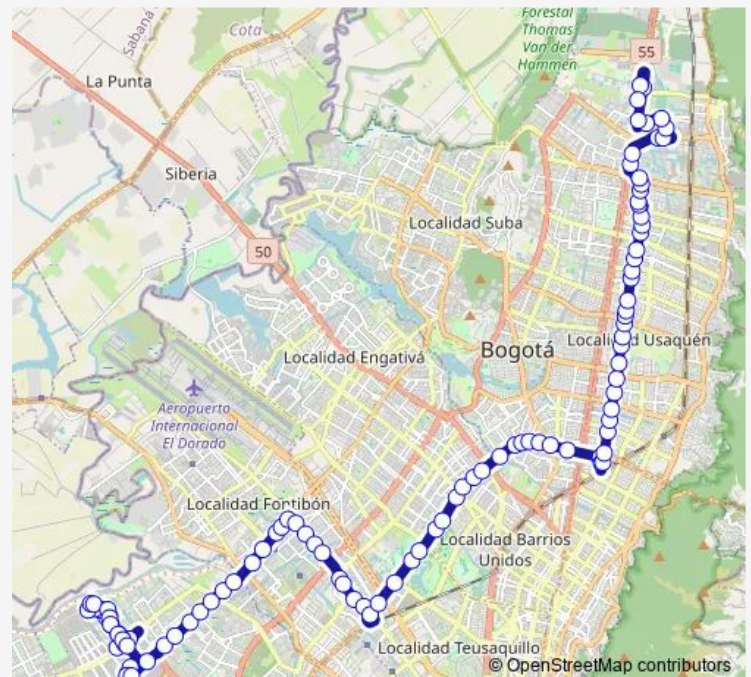 Forestal
Thomas
Van der
Hammen
Cota
Sabana
55
La Punta
Siberia
Localidad Suba
50
Bogotá
Localidad Usaquén
Localidad Engativá
Aeropuerto
Internacional
El Dorado
Localidad Fontibón
Localidad Barrios
Unidos
Localidad Teusaquillo
© OpenStreetMap contributors